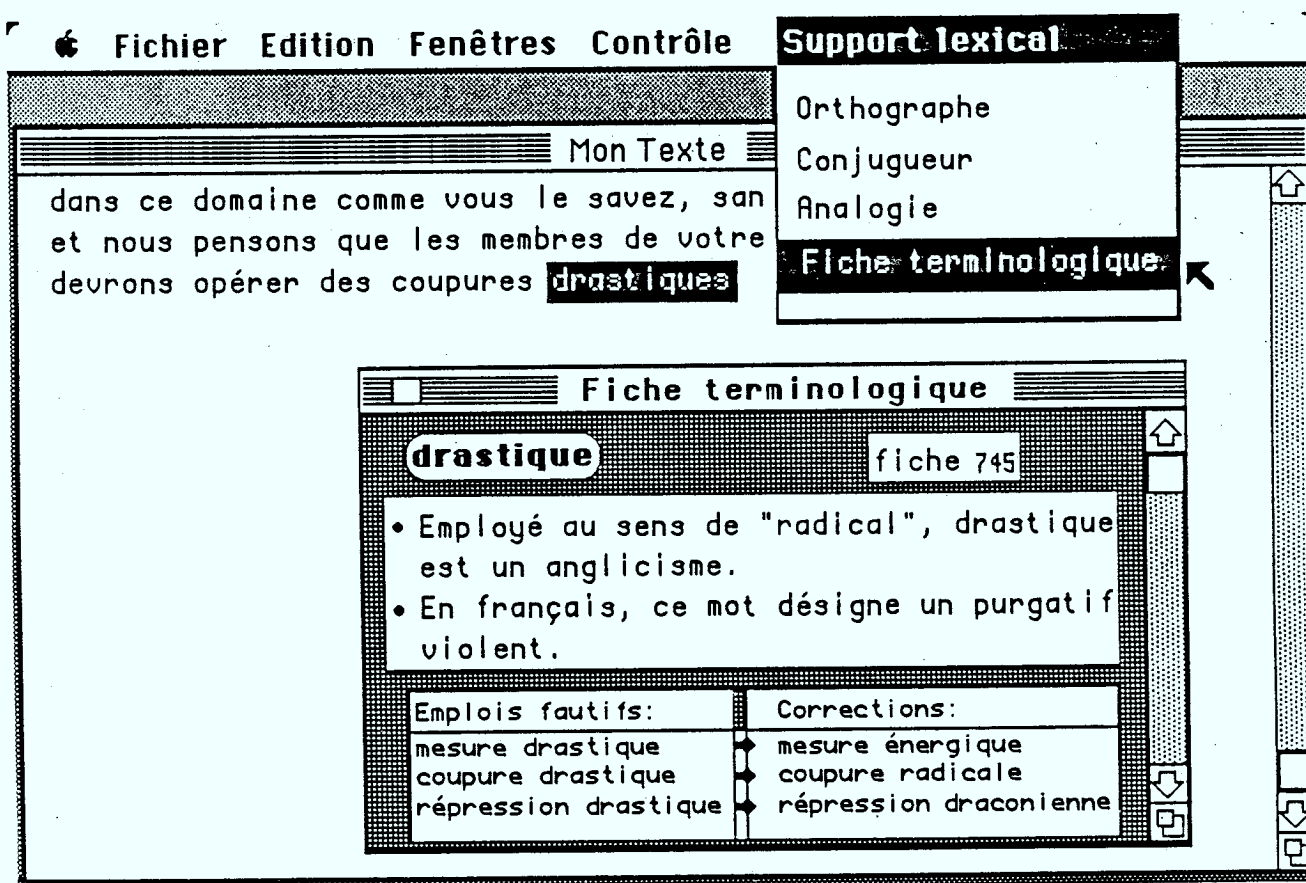 Fichier Edition Fenêtres Contrôle Support lexical
Orthographe
Conjugueur
Analogie
Fiche terminologique
Mon Texte
dans ce domaine comme vous le savez, san
et nous pensons que les membres de votre
devrons opérer des coupures drastiques
Fiche terminologique
drastique
fiche 745
• Employé au sens de "radical", drastique
est un anglicisme.
• En français, ce mot désigne un purgatif
violent.
Emplois fautifs: Corrections:
mesure drastique mesure énergique
coupure drastique coupure radicale
répression drastique répression draconienne